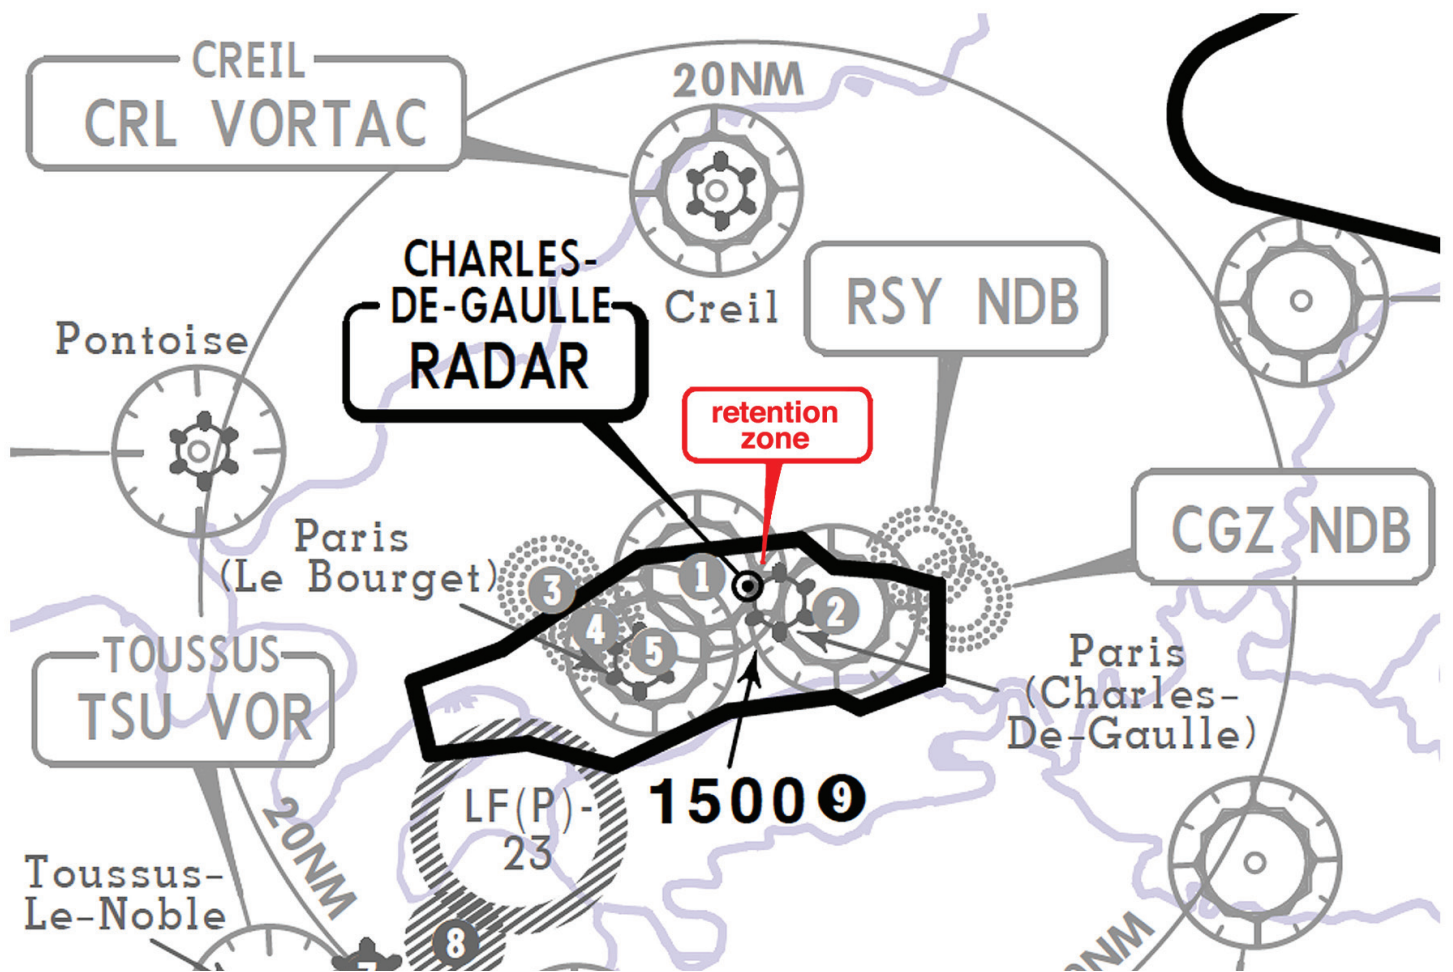 CREIL
CRL VORTAC
20NM
CHARLES-
DE-GAULLE
RADAR
Creil
RSY NDB
Pontoise
retention
zone
CGZ NDB
Paris
(Le Bourget)
1
2
3
4
5
TOUSSUS
TSU VOR
Paris
(Charles-
De-Gaulle)
1500 9
LF(P)-
23
20NM
Toussus-
Le-Noble
8
7